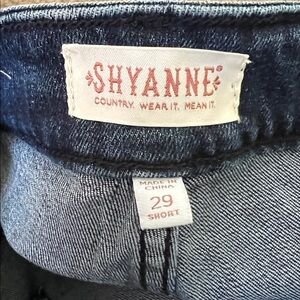 SHYANNE®
COUNTRY. WEAR IT. MEAN IT.
MADE IN
CHINA
29
SHORT